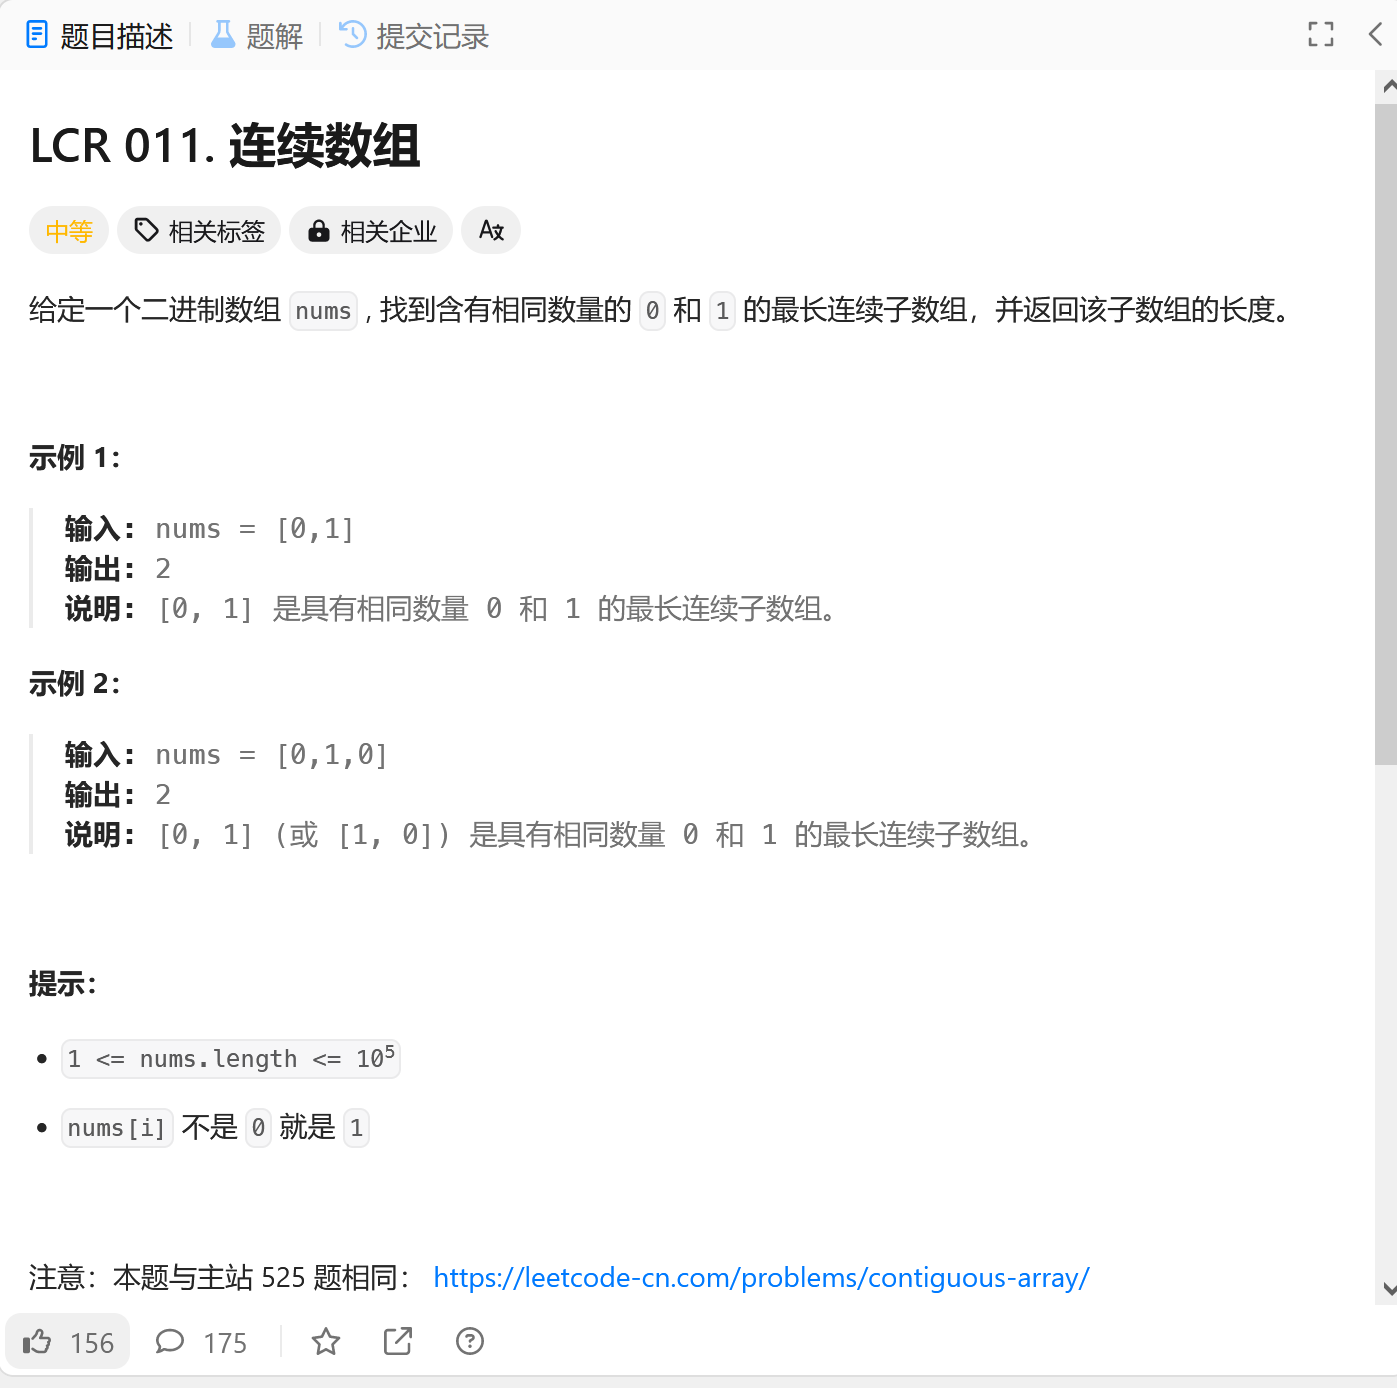 题目描述 题解 提交记录
LCR 011. 连续数组
中等 相关标签 相关企业
给定一个二进制数组 nums , 找到含有相同数量的 0 和 1 的最长连续子数组，并返回该子数组的长度。
示例 1：
输入：nums = [0,1]
输出：2
说明：[0, 1] 是具有相同数量 0 和 1 的最长连续子数组。
示例 2：
输入：nums = [0,1,0]
输出：2
说明：[0, 1] (或 [1, 0]) 是具有相同数量 0 和 1 的最长连续子数组。
提示：
1 <= nums.length <= 10⁵
nums[i] 不是 0 就是 1
注意：本题与主站 525 题相同： https://leetcode-cn.com/problems/contiguous-array/
156 175